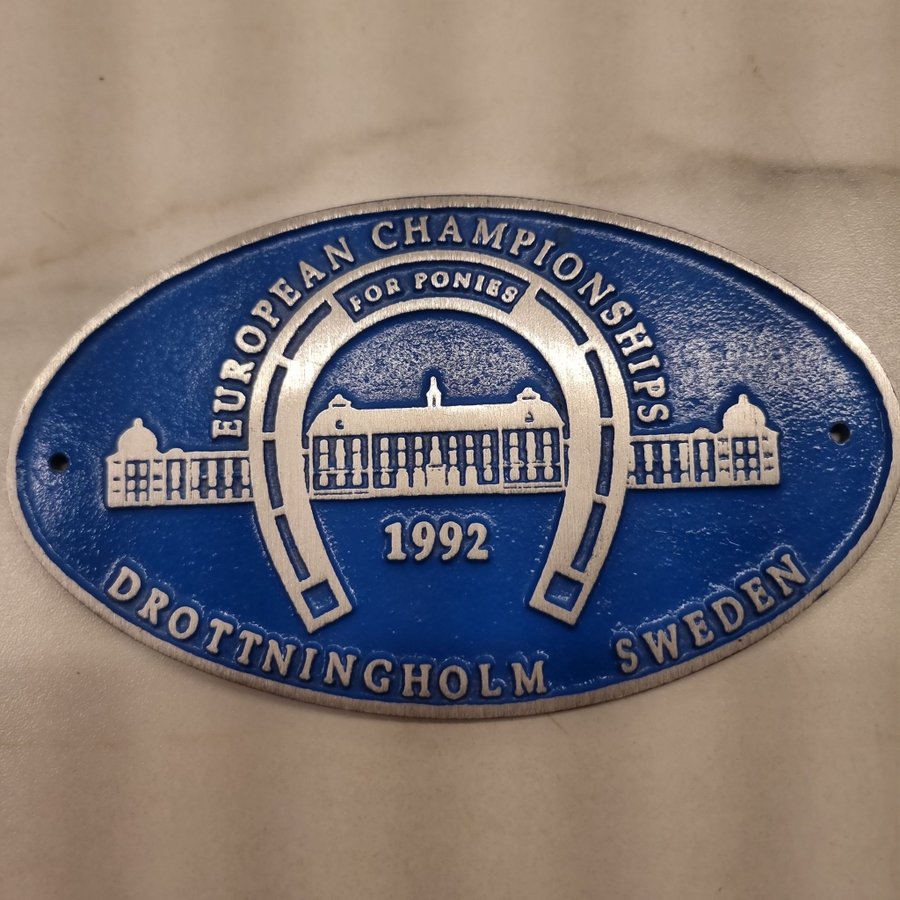 EUROPEAN CHAMPIONSHIPS
FOR PONIES
1992
DROTTNINGHOLM SWEDEN